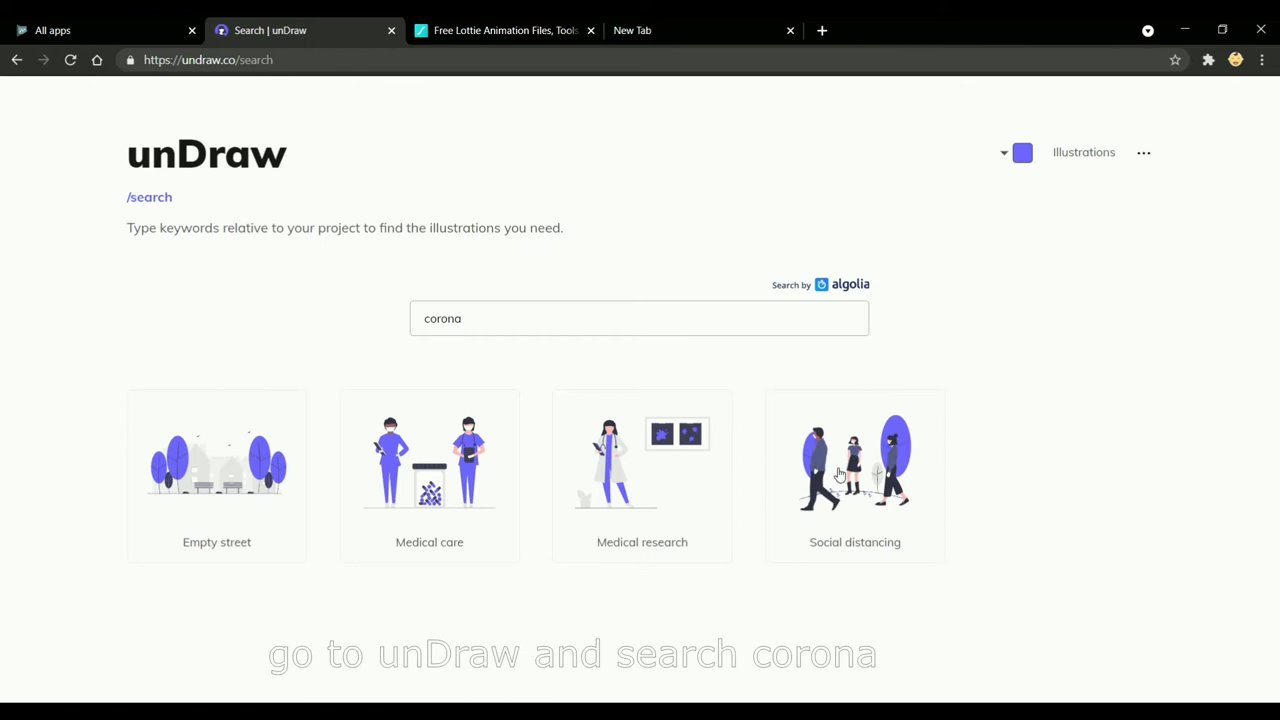 All apps
Search | unDraw
Free Lottie Animation Files, Tools
New Tab
https://undraw.co/search
unDraw
Illustrations
/search
Type keywords relative to your project to find the illustrations you need.
Search by algolia
corona
Empty street
Medical care
Medical research
Social distancing
go to unDraw and search corona